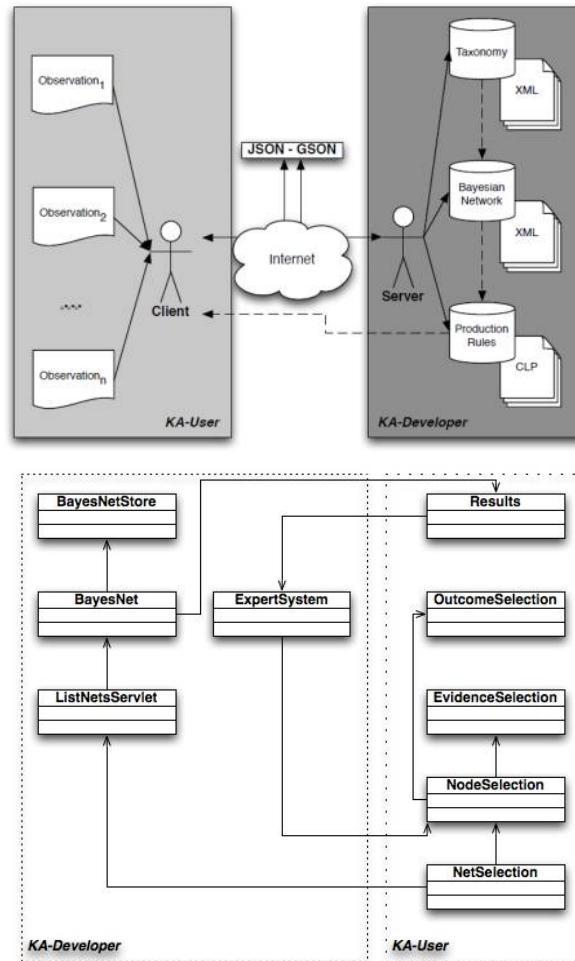 Observation1
Observation2
.*.*.*
Observationn
Client
KA-User
JSON - GSON
Internet
Server
Taxonomy
XML
Bayesian
Network
XML
Production
Rules
CLP
KA-Developer
BayesNetStore
Results
BayesNet
ExpertSystem
OutcomeSelection
ListNetsServlet
EvidenceSelection
NodeSelection
NetSelection
KA-Developer
KA-User